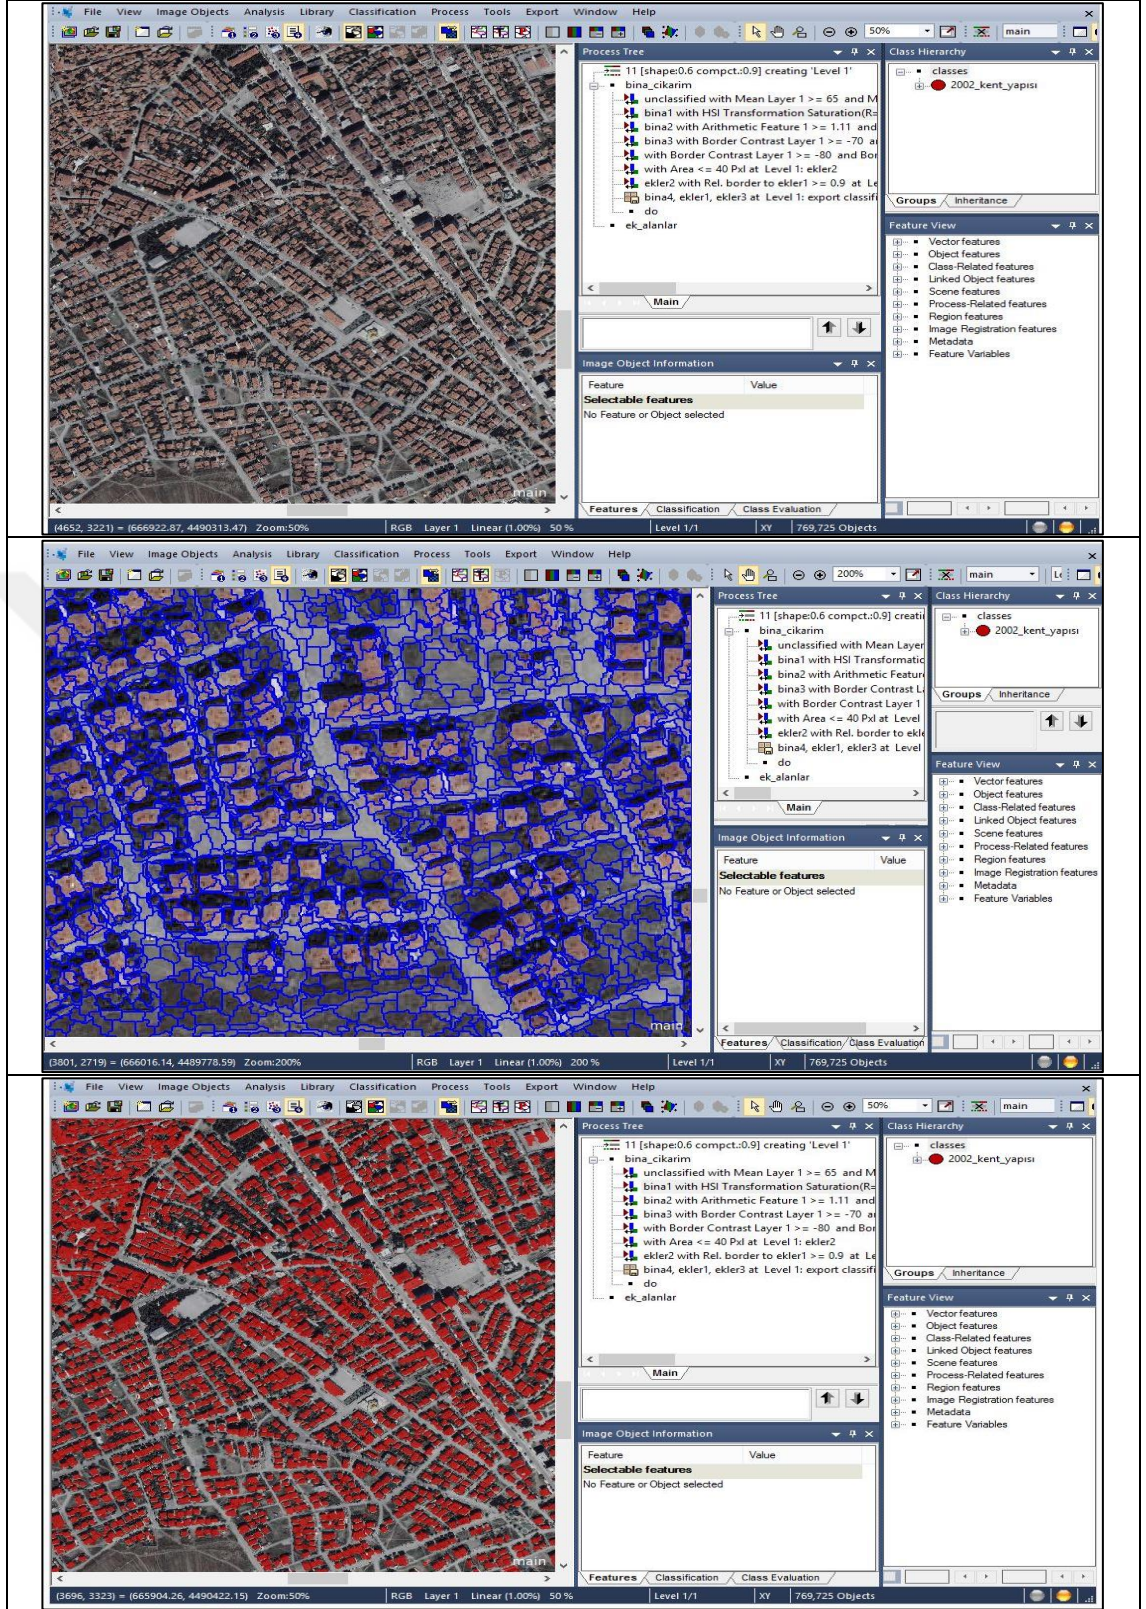 File View Image Objects Analysis Library Classification Process Tools Export Window Help
50%
main
Process Tree
11 [shape:0.6 compct.:0.9] creating 'Level 1'
bina_cikarim
unclassified with Mean Layer 1 >= 65 and M
bina1 with HSI Transformation Saturation(R=
bina2 with Arithmetic Feature 1 >= 1.11 and
bina3 with Border Contrast Layer 1 >= -70 a
with Border Contrast Layer 1 >= -80 and Bor
with Area <= 40 Pxl at Level 1: ekler2
ekler2 with Rel. border to ekler1 >= 0.9 at Le
bina4, ekler1, ekler3 at Level 1: export classifi
do
ek_alanlar
Main
Class Hierarchy
classes
2002_kent_yapısı
Groups Inheritance
Feature View
Vector features
Object features
Class-Related features
Linked Object features
Scene features
Process-Related features
Region features
Image Registration features
Metadata
Feature Variables
Image Object Information
Feature Value
Selectable features
No Feature or Object selected
Features Classification Class Evaluation
main
(4652, 3221) = (666922.87, 4490313.47) Zoom:50% RGB Layer 1 Linear (1.00%) 50 % Level 1/1 XY 769,725 Objects
File View Image Objects Analysis Library Classification Process Tools Export Window Help
200%
main
Process Tree
11 [shape:0.6 compct.:0.9] creati
bina_cikarim
unclassified with Mean Layer
bina1 with HSI Transformatic
bina2 with Arithmetic Featur
bina3 with Border Contrast L
with Border Contrast Layer 1
with Area <= 40 Pxl at Level
ekler2 with Rel. border to ekle
bina4, ekler1, ekler3 at Level
do
ek_alanlar
Main
Class Hierarchy
classes
2002_kent_yapısı
Groups Inheritance
Feature View
Vector features
Object features
Class-Related features
Linked Object features
Scene features
Process-Related features
Region features
Image Registration features
Metadata
Feature Variables
Image Object Information
Feature Value
Selectable features
No Feature or Object selected
Features Classification Class Evaluation
main
(3801, 2719) = (666016.14, 4489778.59) Zoom:200% RGB Layer 1 Linear (1.00%) 200 % Level 1/1 XY 769,725 Objects
File View Image Objects Analysis Library Classification Process Tools Export Window Help
50%
main
Process Tree
11 [shape:0.6 compct.:0.9] creating 'Level 1'
bina_cikarim
unclassified with Mean Layer 1 >= 65 and M
bina1 with HSI Transformation Saturation(R=
bina2 with Arithmetic Feature 1 >= 1.11 and
bina3 with Border Contrast Layer 1 >= -70 a
with Border Contrast Layer 1 >= -80 and Bor
with Area <= 40 Pxl at Level 1: ekler2
ekler2 with Rel. border to ekler1 >= 0.9 at Le
bina4, ekler1, ekler3 at Level 1: export classifi
do
ek_alanlar
Main
Class Hierarchy
classes
2002_kent_yapısı
Groups Inheritance
Feature View
Vector features
Object features
Class-Related features
Linked Object features
Scene features
Process-Related features
Region features
Image Registration features
Metadata
Feature Variables
Image Object Information
Feature Value
Selectable features
No Feature or Object selected
Features Classification Class Evaluation
main
(3696, 3323) = (665904.26, 4490422.15) Zoom:50% RGB Layer 1 Linear (1.00%) 50 % Level 1/1 XY 769,725 Objects